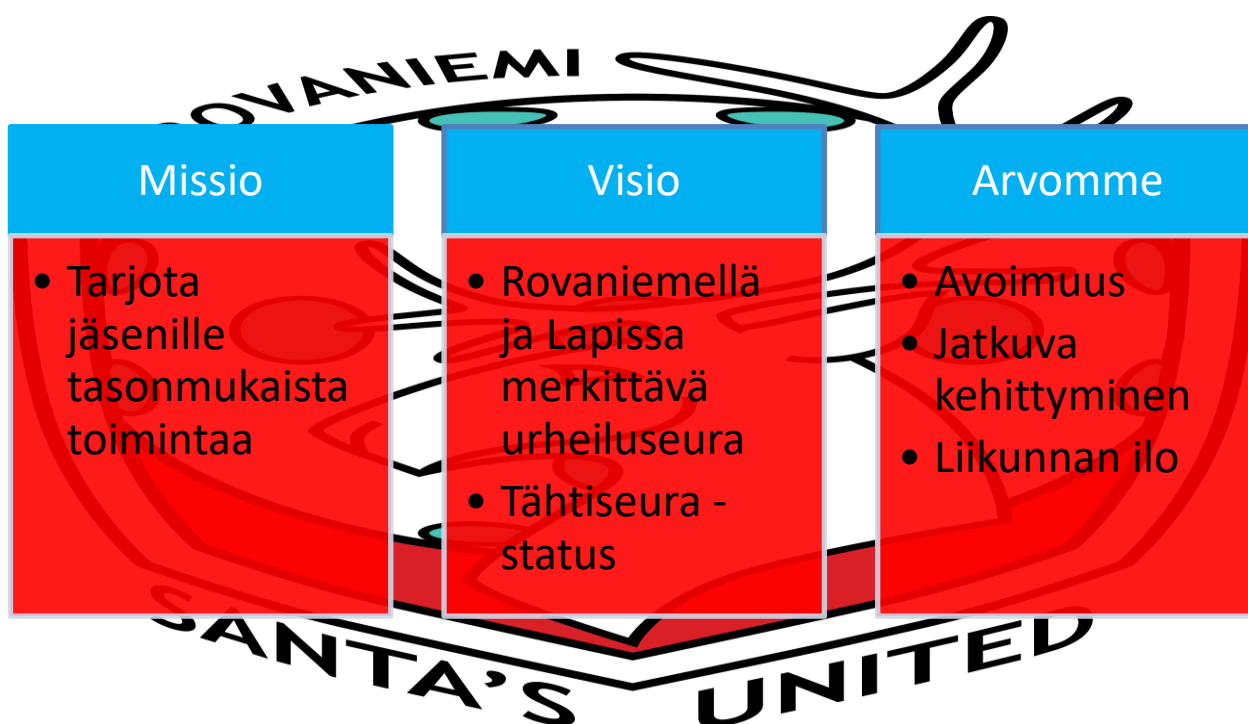 ROVANIEMI
Missio
• Tarjota
jäsenille
tasonmukaista
toimintaa
Visio
• Rovaniemellä
ja Lapissa
merkittävä
urheiluseura
• Tähtiseura -
status
Arvomme
• Avoimuus
• Jatkuva
kehittyminen
• Liikunnan ilo
SANTA'S UNITED